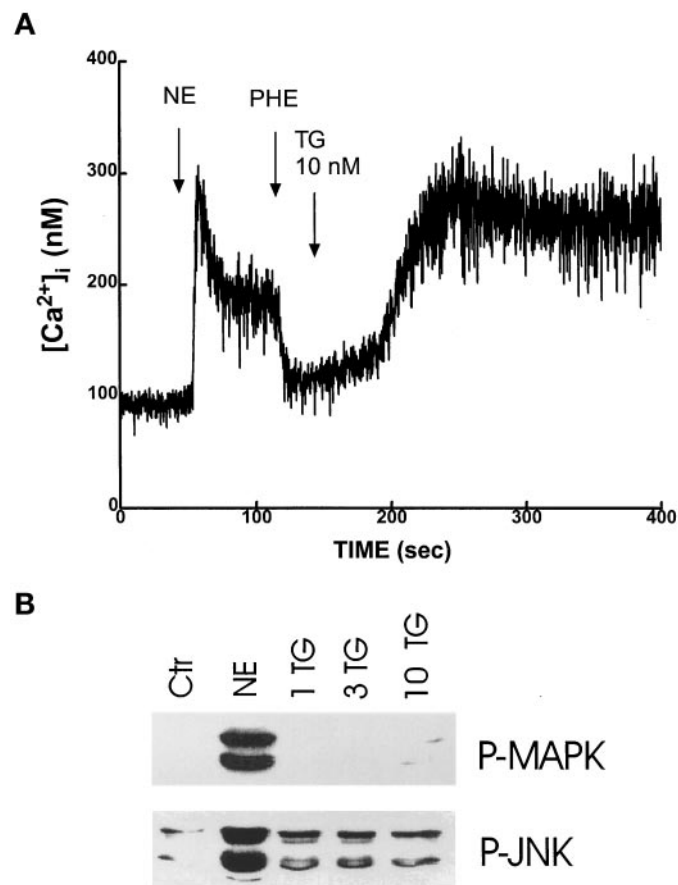 A
400
300
200
100
0
[Ca²⁺]ᵢ (nM)
NE
PHE
TG
10 nM
0
100
200
300
400
TIME (sec)
B
Ctr
NE
1 TG
3 TG
10 TG
P-MAPK
P-JNK